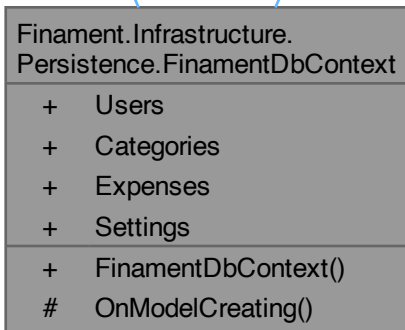 Finament.Infrastructure.
Persistence.FinamentDbContext
+ Users
+ Categories
+ Expenses
+ Settings
+ FinamentDbContext()
# OnModelCreating()